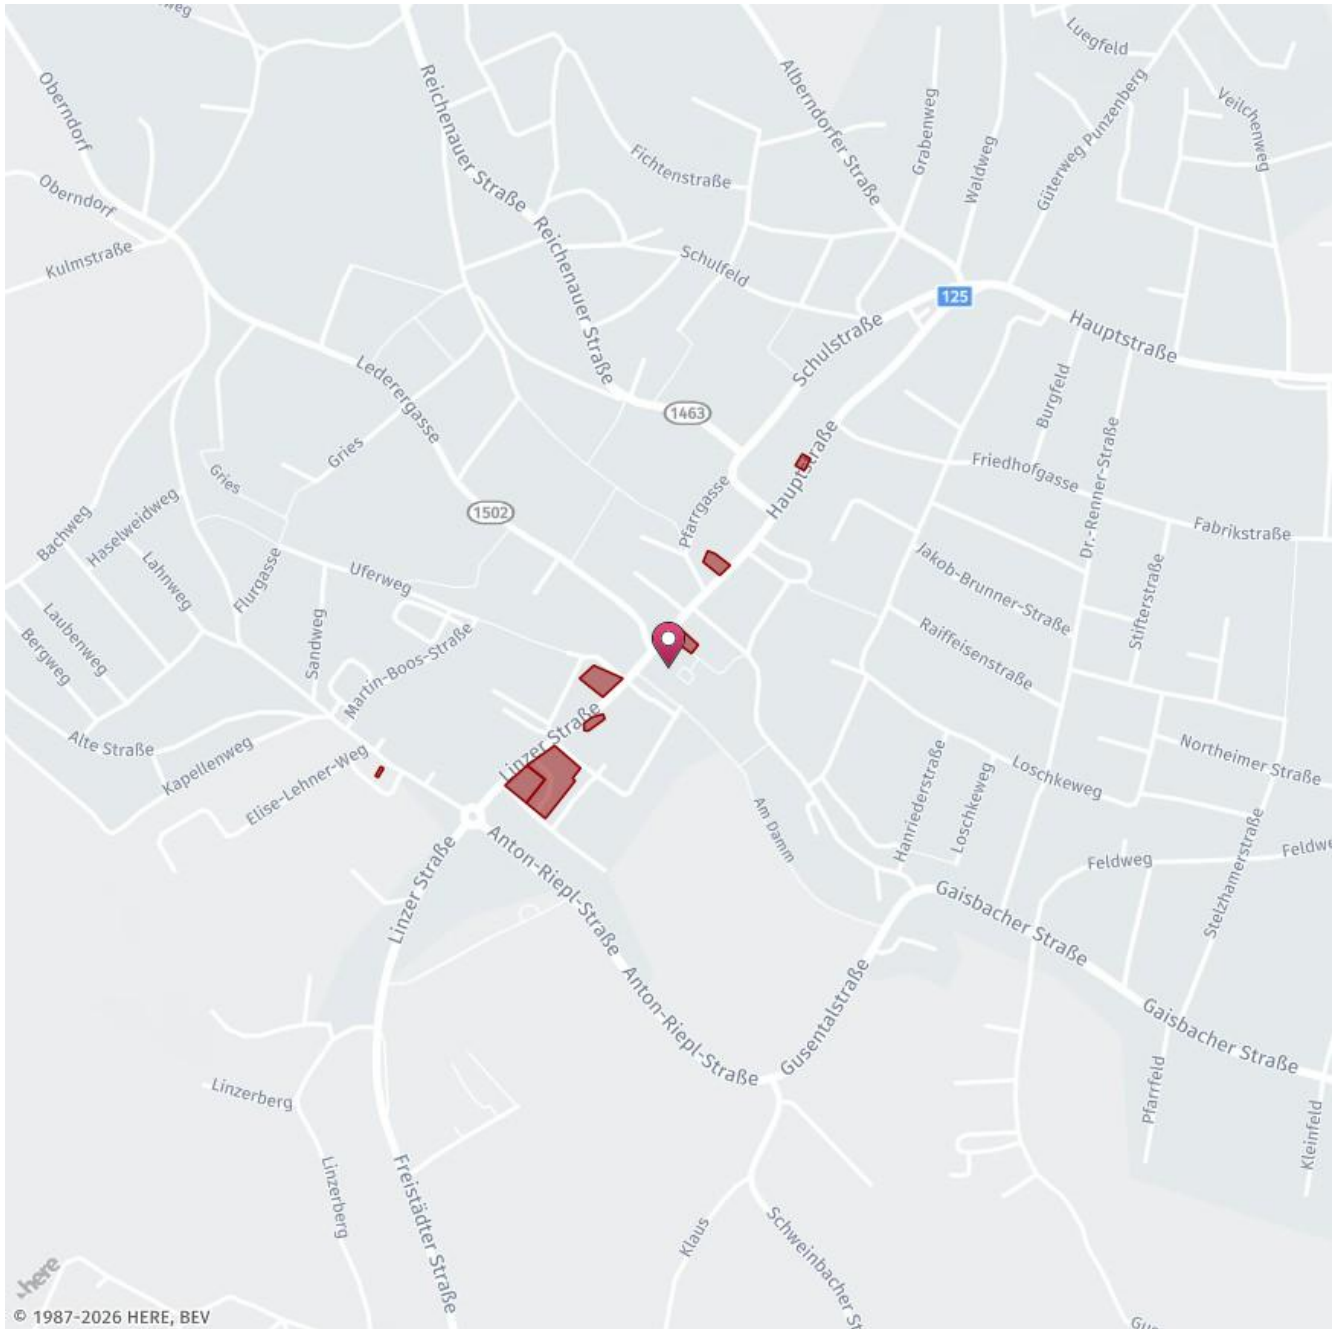 Luegfeld
Oberndorf
Reichenauer Straße
Alberndorfer Straße
Grabenweg
Waldweg
Güterweg Punzenberg
Veilchenweg
Fichtenstraße
Oberndorf
Kulmstraße
Reichenauer Straße
Schulfeld
125
Hauptstraße
Schulstraße
Lederergasse
1463
Burgfeld
Gries
Gries
Hauptstraße
Friedhofgasse
Dr.-Renner-Straße
Pfarrgasse
1502
Fabrikstraße
Bachweg
Haselweidweg
Lahnweg
Flurgasse
Uferweg
Jakob-Brunner-Straße
Stifterstraße
Laubenweg
Bergweg
Sandweg
Martin-Boos-Straße
Raiffeisenstraße
Alte Straße
Kapellenweg
Linzer Straße
Elise-Lehner-Weg
Northeimer Straße
Loschkeweg
Hanriederstraße
Loschkeweg
Am Damm
Feldweg
Feldwe
Linzer Straße
Anton-Riepl-Straße
Gaisbacher Straße
Stelzhamerstraße
Anton-Riepl-Straße
Gusentalstraße
Gaisbacher Straße
Linzerberg
Pfarrfeld
Kleinfeld
Linzerberg
Freistädter Straße
Klaus
Schweinbacher St
here
© 1987-2026 HERE, BEV